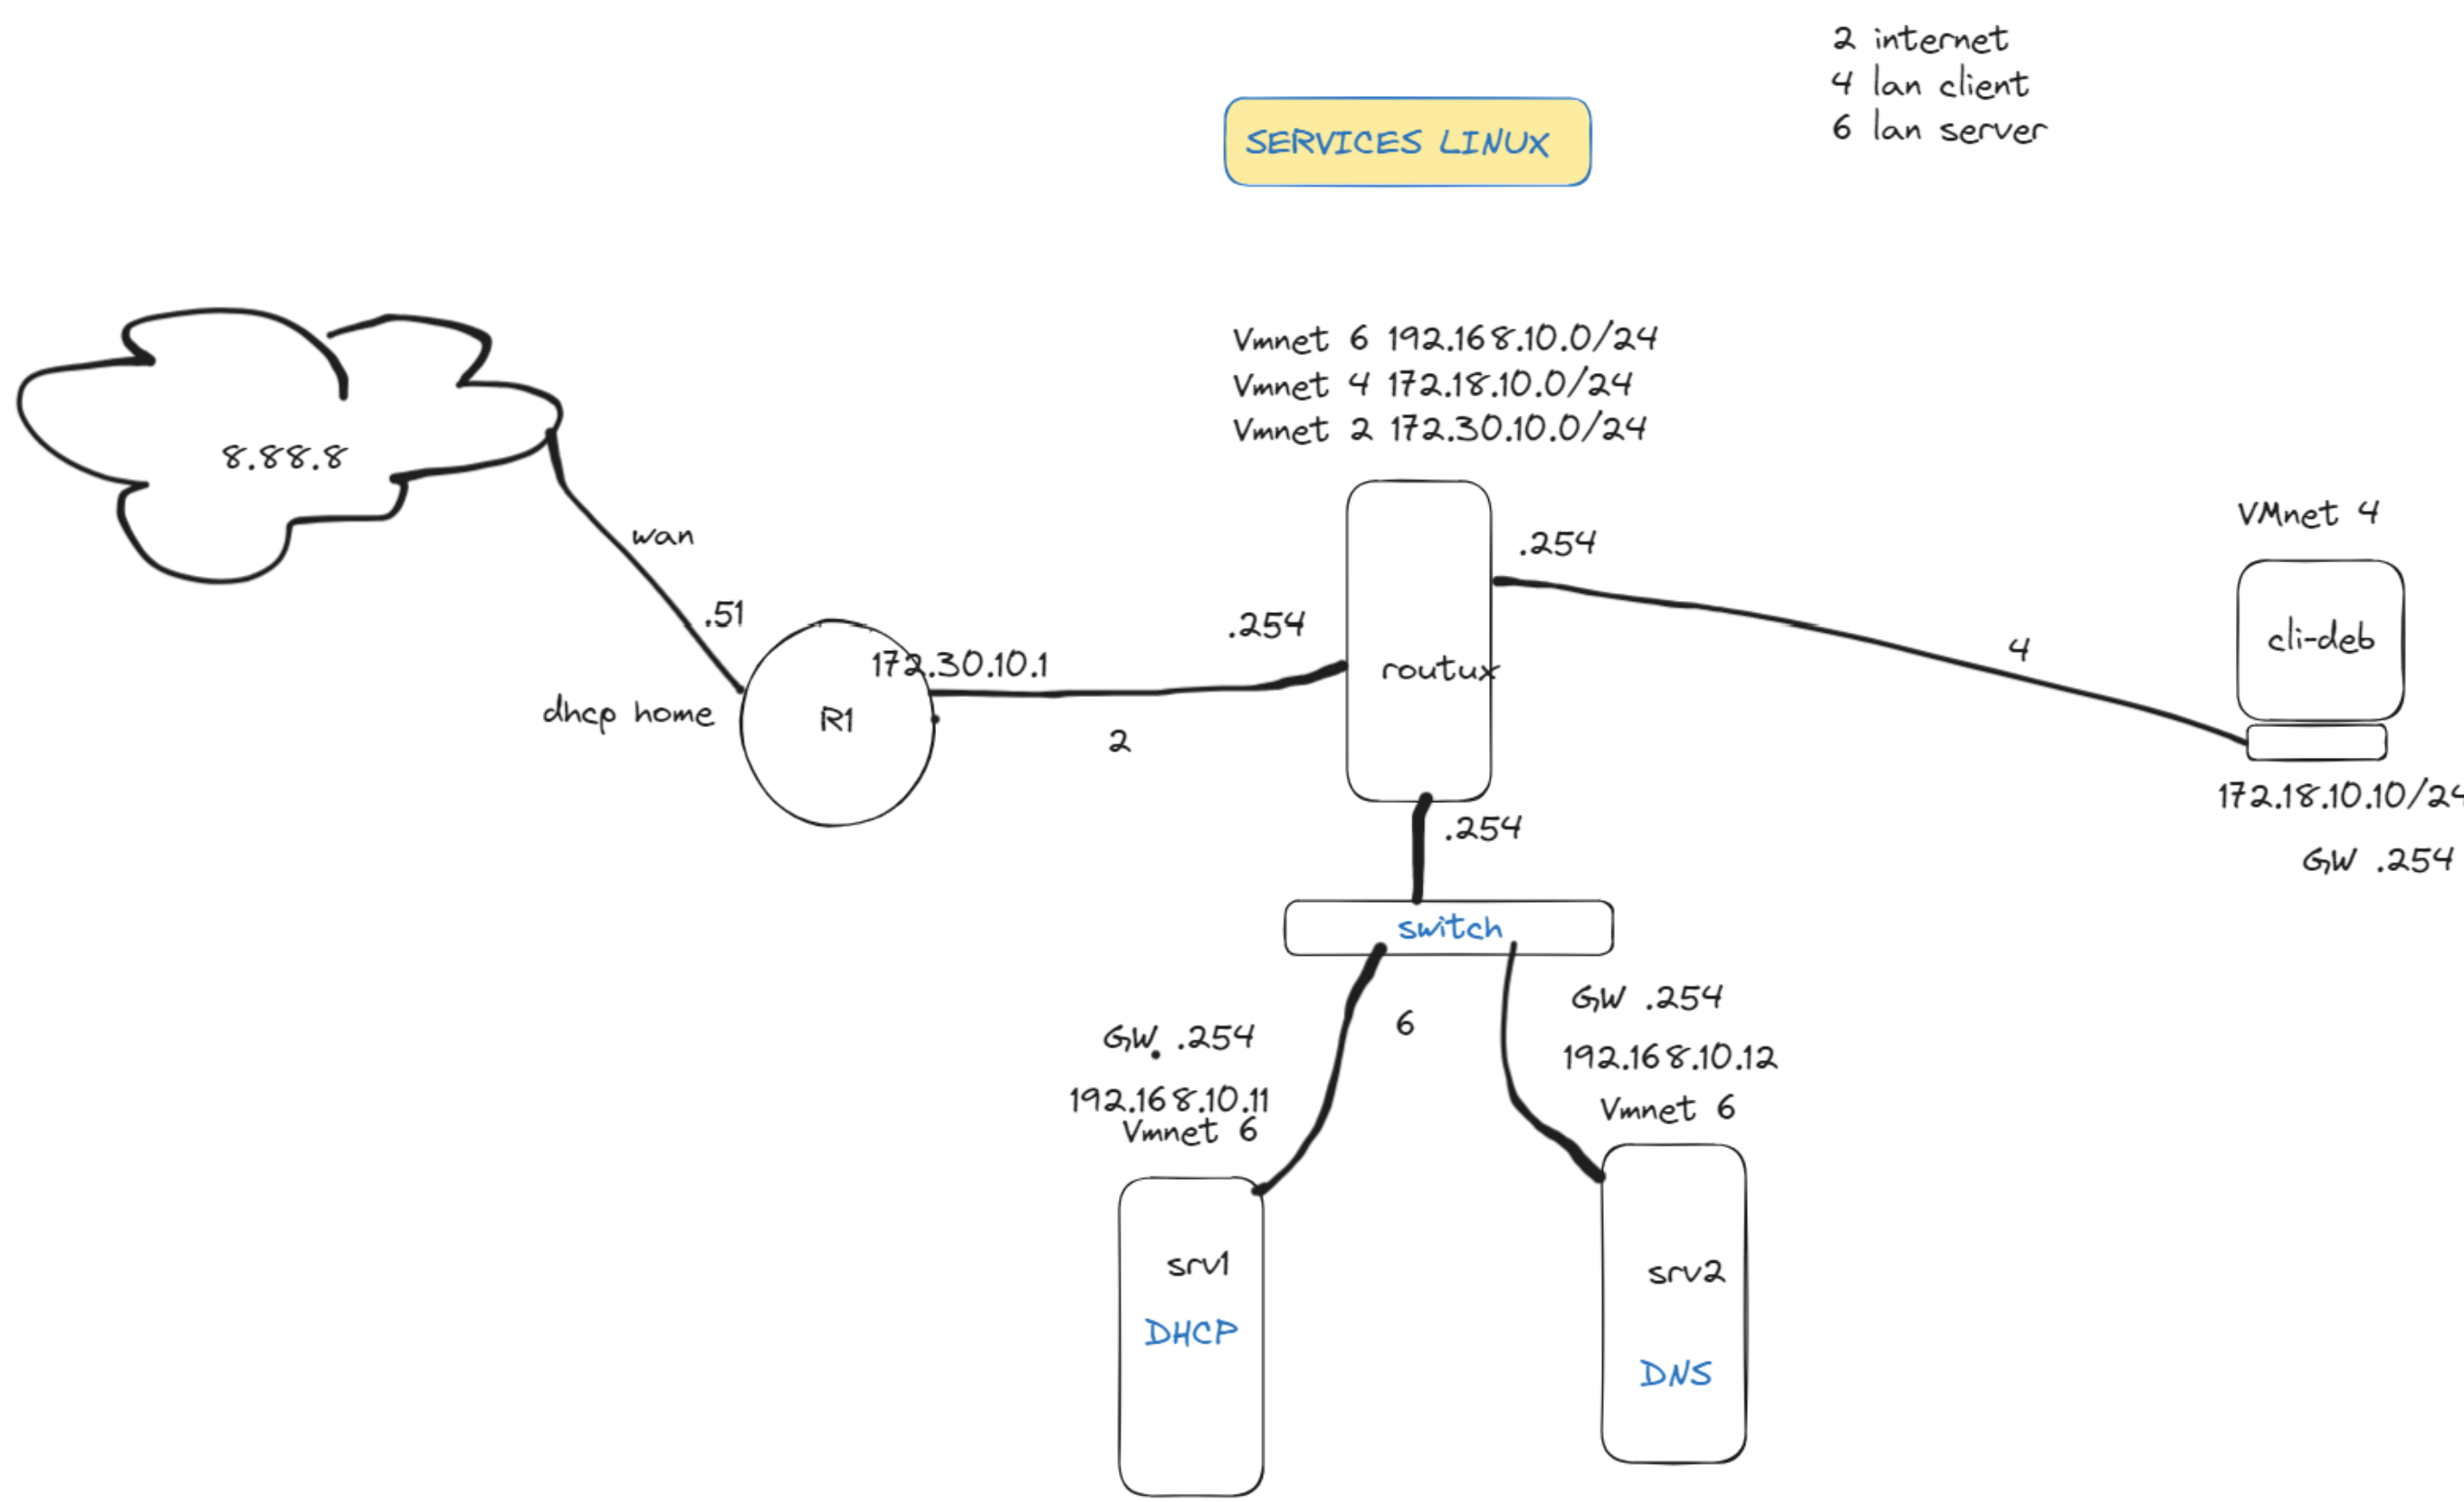 2 internet
4 lan client
6 lan server
SERVICES LINUX
Vmnet 6 192.168.10.0/24
Vmnet 4 172.18.10.0/24
Vmnet 2 172.30.10.0/24
8.88.8
wan
.51
dhcp home
R1
172.30.10.1
2
.254
routux
.254
4
VMnet 4
cli-deb
172.18.10.10/24
GW .254
.254
switch
6
GW .254
192.168.10.11
Vmnet 6
GW .254
192.168.10.12
Vmnet 6
srv1
DHCP
srv2
DNS